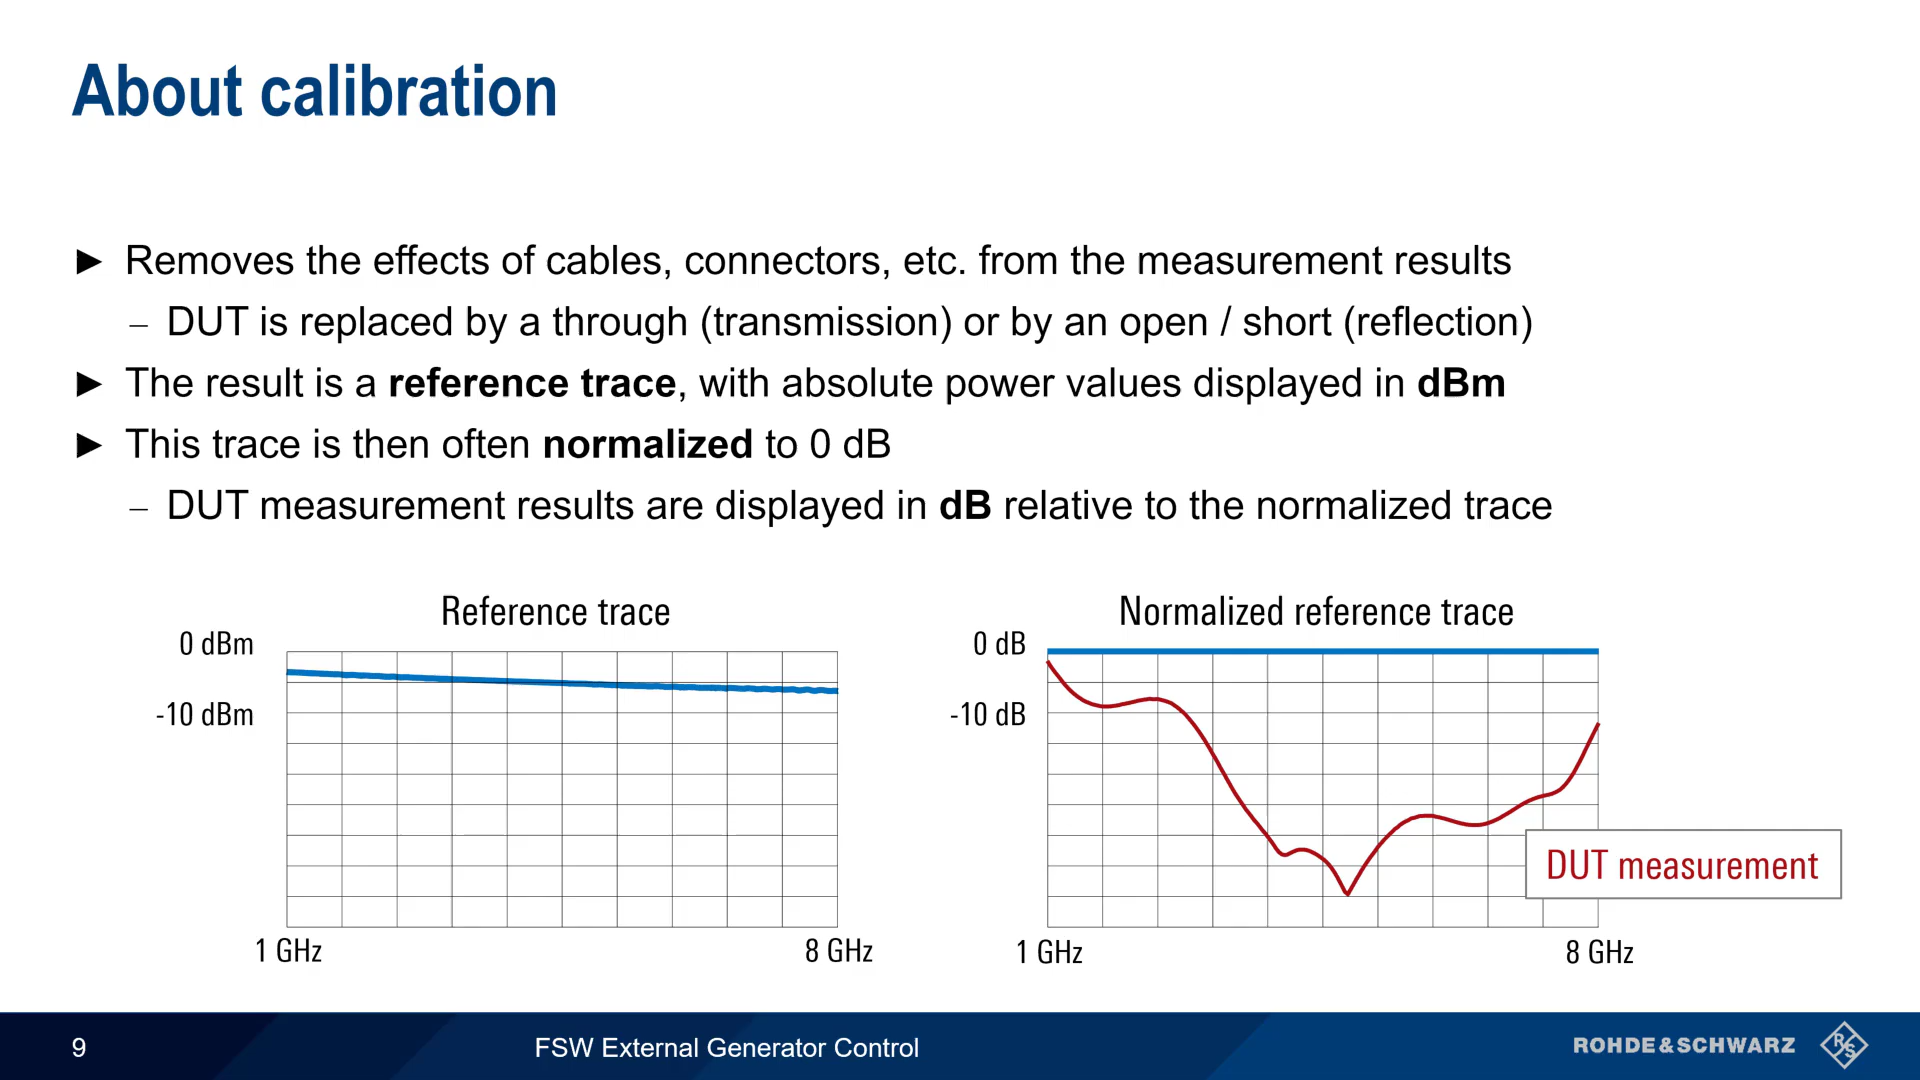 About calibration
► Removes the effects of cables, connectors, etc. from the measurement results
– DUT is replaced by a through (transmission) or by an open / short (reflection)
► The result is a reference trace, with absolute power values displayed in dBm
► This trace is then often normalized to 0 dB
– DUT measurement results are displayed in dB relative to the normalized trace
Reference trace
0 dBm
-10 dBm
1 GHz
8 GHz
Normalized reference trace
0 dB
-10 dB
DUT measurement
1 GHz
8 GHz
9
FSW External Generator Control
ROHDE&SCHWARZ
R&S